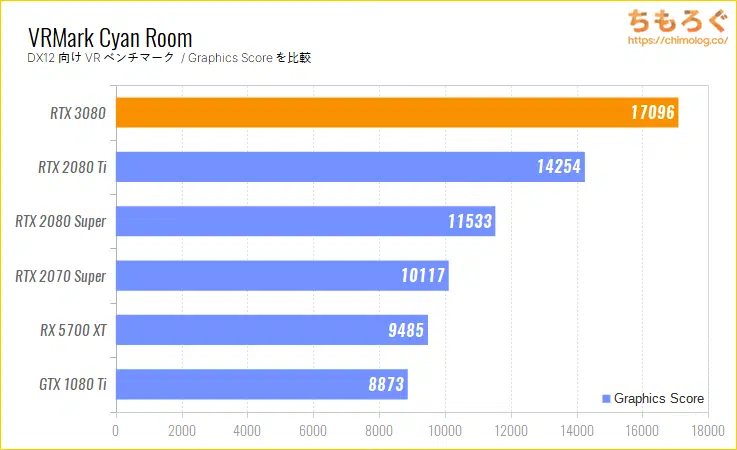 VRMark Cyan Room
DX12 向け VR ベンチマーク / Graphics Score を比較
ちもろぐ
https://chimolog.co/
RTX 3080
17096
RTX 2080 Ti
14254
RTX 2080 Super
11533
RTX 2070 Super
10117
RX 5700 XT
9485
GTX 1080 Ti
8873
Graphics Score
0 2000 4000 6000 8000 10000 12000 14000 16000 18000